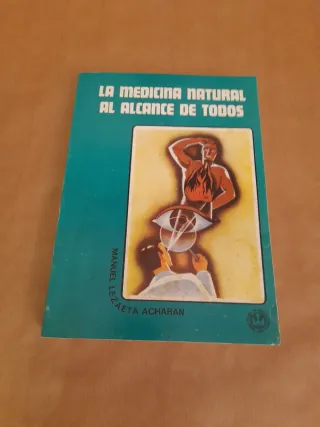 LA MEDICINA NATURAL
AL ALCANCE DE TODOS
MANUEL LEZAETA ACHARAN